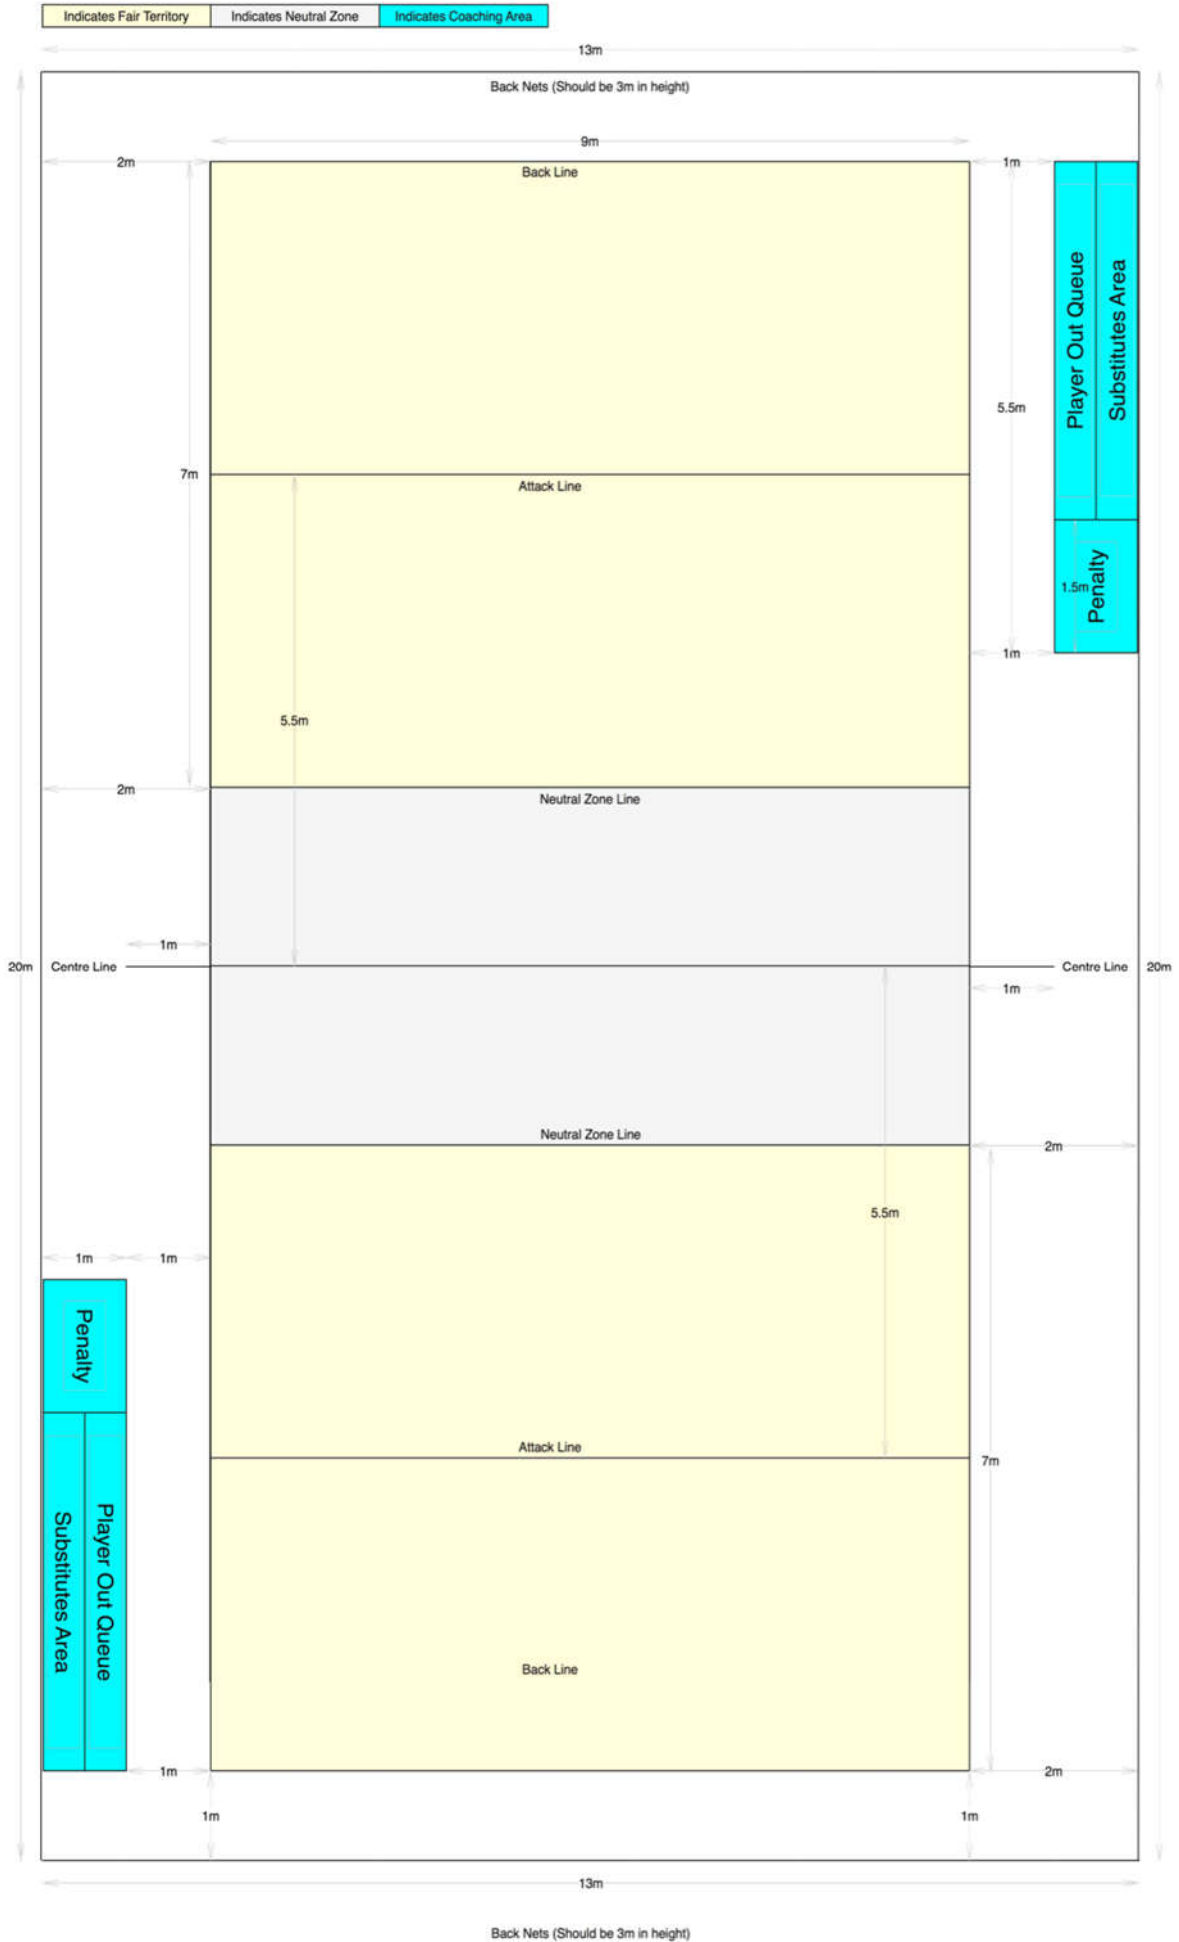 Indicates Fair Territory
Indicates Neutral Zone
Indicates Coaching Area
13m
Back Nets (Should be 3m in height)
9m
2m
1m
Back Line
Player Out Queue
Substitutes Area
5.5m
7m
Attack Line
1.5m
Penalty
1m
5.5m
2m
Neutral Zone Line
1m
20m
Centre Line
Centre Line
20m
1m
Neutral Zone Line
2m
5.5m
1m
1m
Penalty
Attack Line
7m
Substitutes Area
Player Out Queue
Back Line
1m
2m
1m
1m
13m
Back Nets (Should be 3m in height)